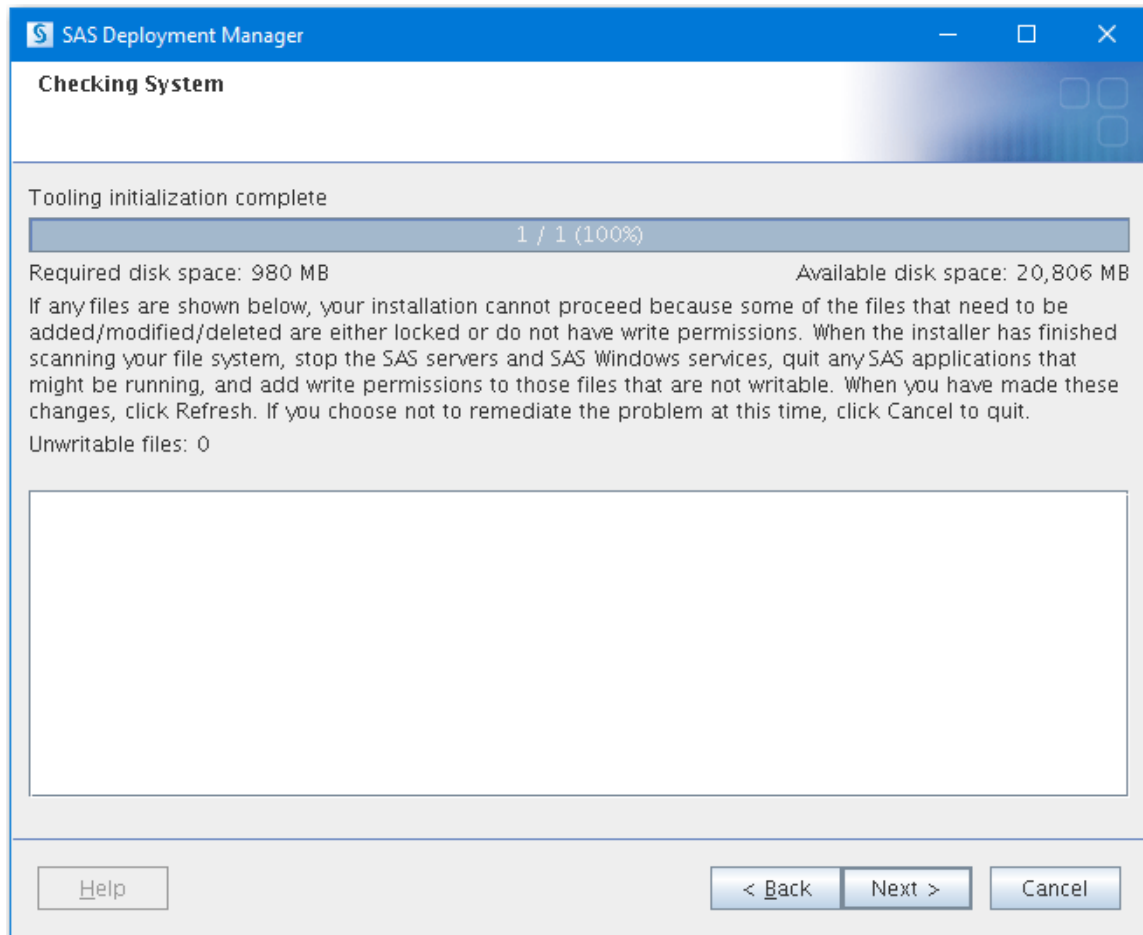 SAS Deployment Manager
Checking System
Tooling initialization complete
1 / 1 (100%)
Required disk space: 980 MB Available disk space: 20,806 MB
If any files are shown below, your installation cannot proceed because some of the files that need to be
added/modified/deleted are either locked or do not have write permissions. When the installer has finished
scanning your file system, stop the SAS servers and SAS Windows services, quit any SAS applications that
might be running, and add write permissions to those files that are not writable. When you have made these
changes, click Refresh. If you choose not to remediate the problem at this time, click Cancel to quit.
Unwritable files: 0
Help < Back Next > Cancel